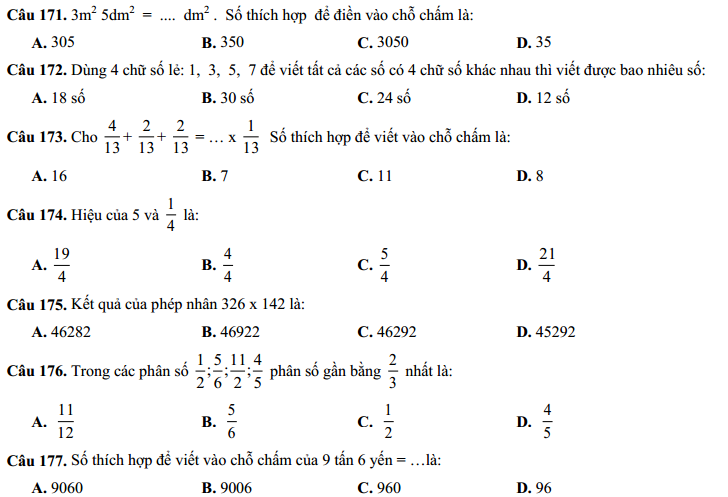 Câu 171. 3m² 5dm² = .... dm² . Số thích hợp để điền vào chỗ chấm là:
A. 305 B. 350 C. 3050 D. 35
Câu 172. Dùng 4 chữ số lẻ: 1, 3, 5, 7 để viết tất cả các số có 4 chữ số khác nhau thì viết được bao nhiêu số:
A. 18 số B. 30 số C. 24 số D. 12 số
Câu 173. Cho 4/13 + 2/13 + 2/13 = ... x 1/13 Số thích hợp để viết vào chỗ chấm là:
A. 16 B. 7 C. 11 D. 8
Câu 174. Hiệu của 5 và 1/4 là:
A. 19/4 B. 4/4 C. 5/4 D. 21/4
Câu 175. Kết quả của phép nhân 326 x 142 là:
A. 46282 B. 46922 C. 46292 D. 45292
Câu 176. Trong các phân số 1/2; 5/6; 11/2; 4/5 phân số gần bằng 2/3 nhất là:
A. 11/12 B. 5/6 C. 1/2 D. 4/5
Câu 177. Số thích hợp để viết vào chỗ chấm của 9 tấn 6 yến = …là:
A. 9060 B. 9006 C. 960 D. 96